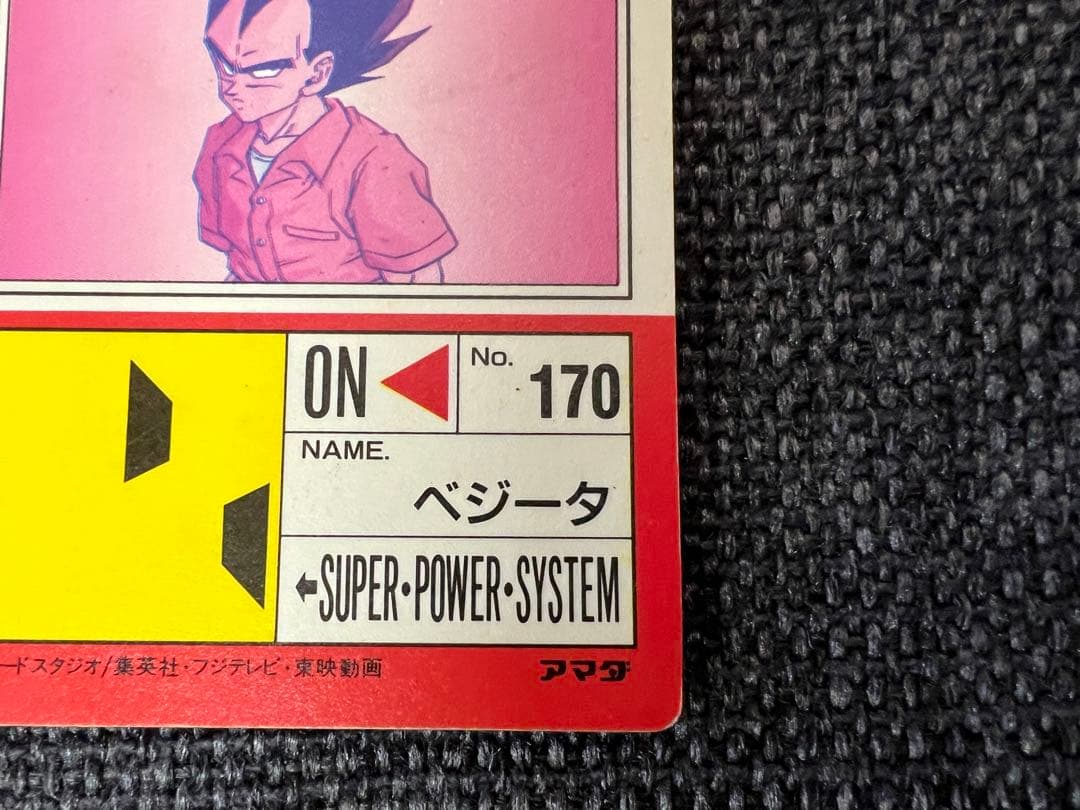 ON
No. 170
NAME.
ベジータ
SUPER・POWER・SYSTEM
ードスタジオ/集英社・フジテレビ・東映動画
アマダ